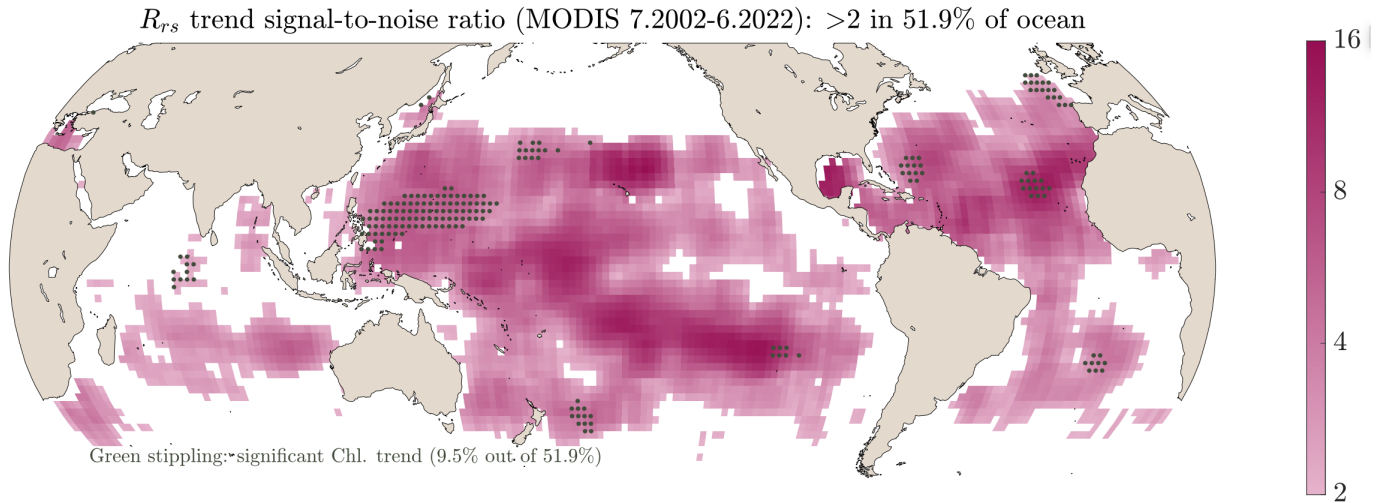 R_rs trend signal-to-noise ratio (MODIS 7.2002-6.2022): >2 in 51.9% of ocean
16
8
4
2
Green stippling: significant Chl. trend (9.5% out of 51.9%)